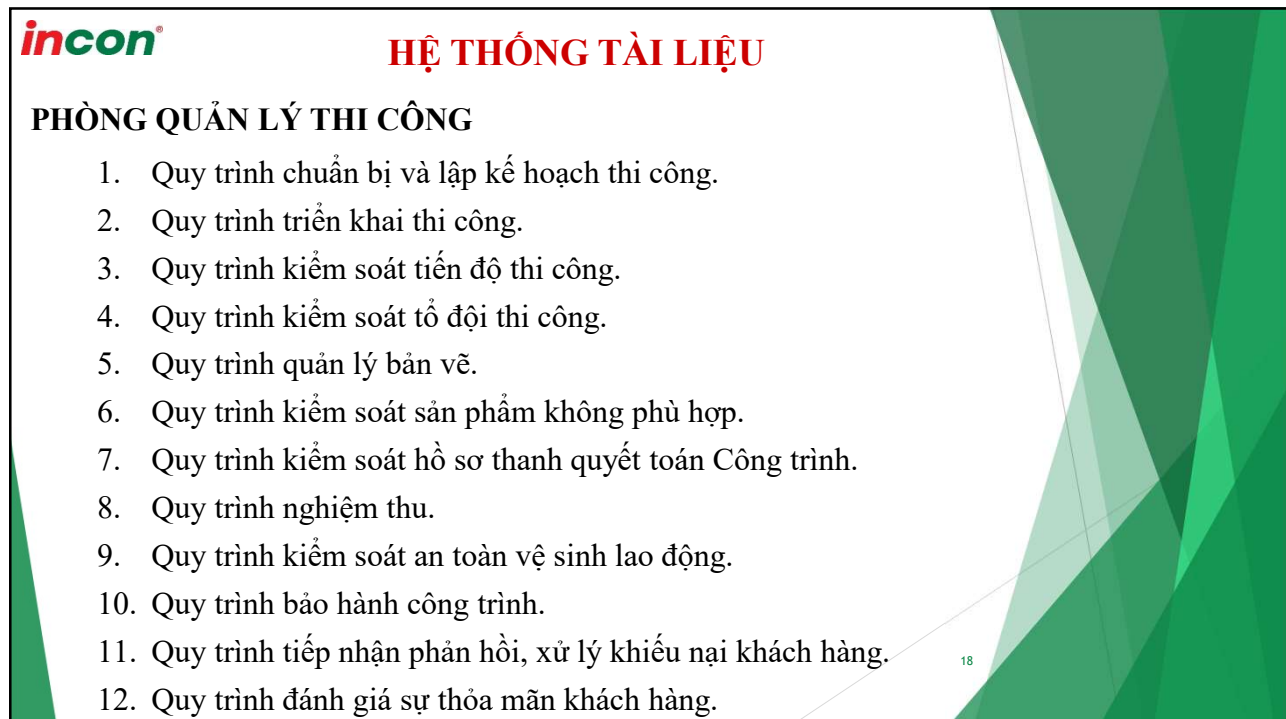 incon®
HỆ THỐNG TÀI LIỆU
PHÒNG QUẢN LÝ THI CÔNG
1. Quy trình chuẩn bị và lập kế hoạch thi công.
2. Quy trình triển khai thi công.
3. Quy trình kiểm soát tiến độ thi công.
4. Quy trình kiểm soát tổ đội thi công.
5. Quy trình quản lý bản vẽ.
6. Quy trình kiểm soát sản phẩm không phù hợp.
7. Quy trình kiểm soát hồ sơ thanh quyết toán Công trình.
8. Quy trình nghiệm thu.
9. Quy trình kiểm soát an toàn vệ sinh lao động.
10. Quy trình bảo hành công trình.
11. Quy trình tiếp nhận phản hồi, xử lý khiếu nại khách hàng.
18
12. Quy trình đánh giá sự thỏa mãn khách hàng.